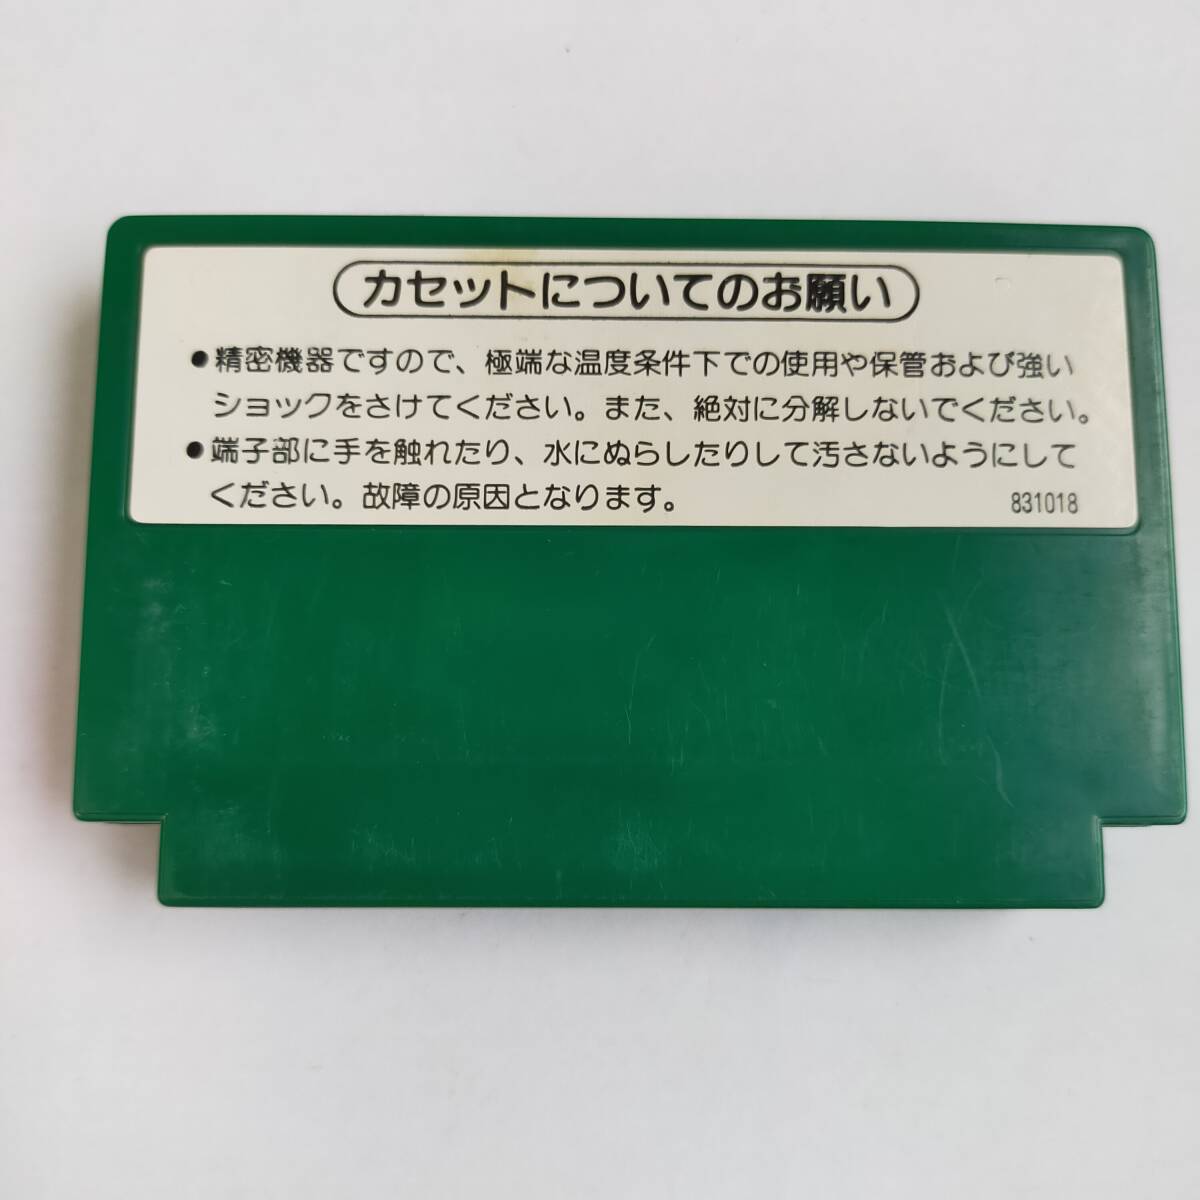 カセットについてのお願い
●精密機器ですので、極端な温度条件下での使用や保管および強い
ショックをさけてください。また、絶対に分解しないでください。
●端子部に手を触れたり、水にぬらしたりして汚さないようにして
ください。故障の原因となります。
831018